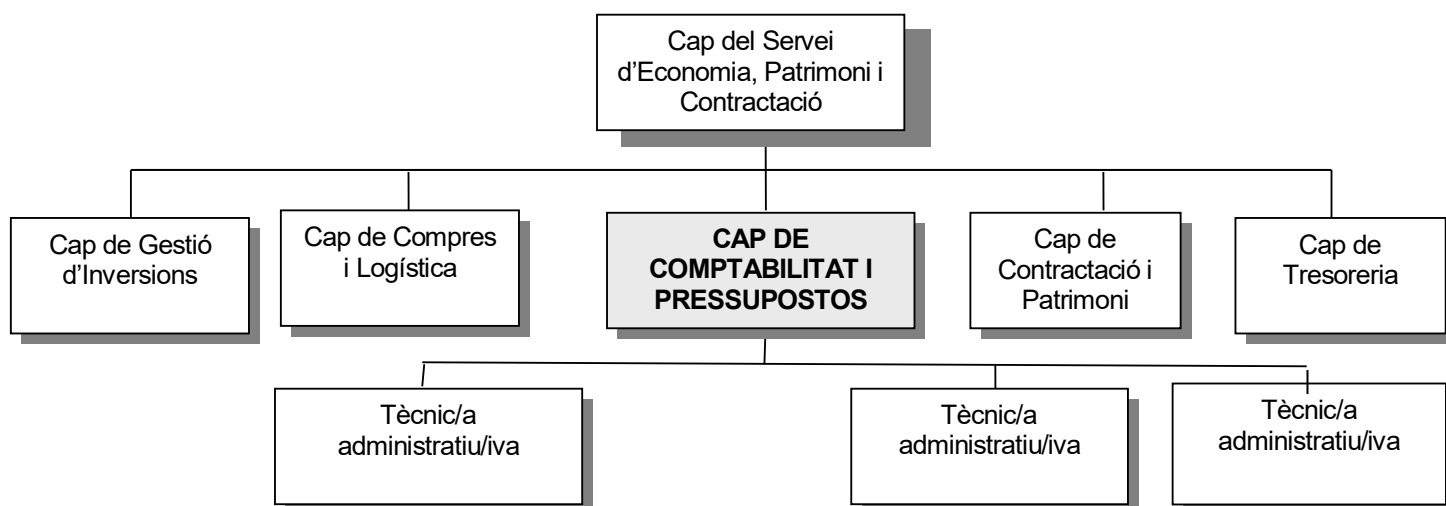 Cap del Servei
d’Economia, Patrimoni i
Contractació
Cap de Gestió
d’Inversions
Cap de Compres
i Logística
CAP DE
COMPTABILITAT I
PRESSUPOSTOS
Cap de
Contractació i
Patrimoni
Cap de
Tresoreria
Tècnic/a
administratiu/iva
Tècnic/a
administratiu/iva
Tècnic/a
administratiu/iva